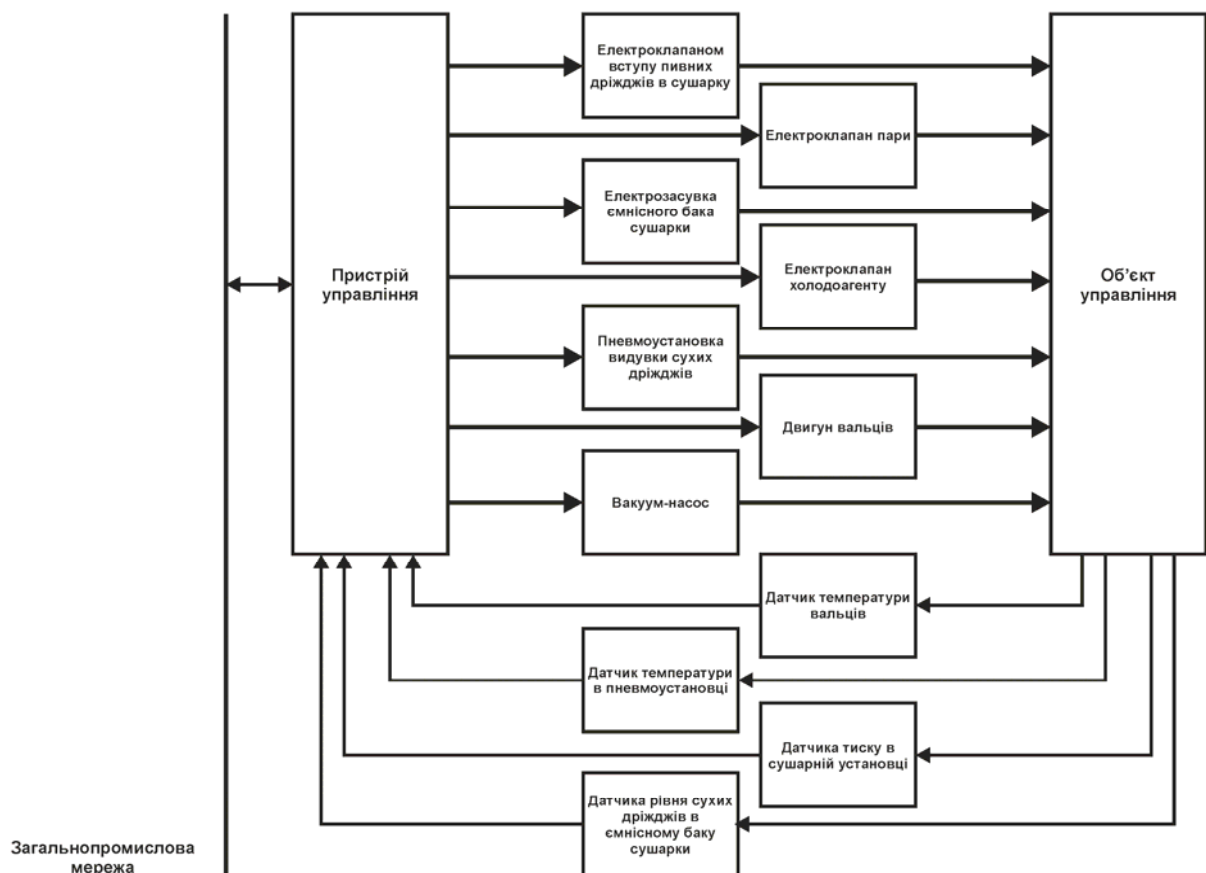 Електроклапаном
вступу пивних
дріжджів в сушарку
Електроклапан пари
Електрозасувка
ємнісного бака
сушарки
Пристрій
управління
Електроклапан
холодоагенту
Об’єкт
управління
Пневмоустановка
видувки сухих
дріжджів
Двигун вальців
Вакуум-насос
Датчик температури
вальців
Датчик температури
в пневмоустановці
Датчика тиску в
сушарній установці
Датчика рівня сухих
дріжджів в
ємнісному баку
сушарки
Загальнопромислова
мережа